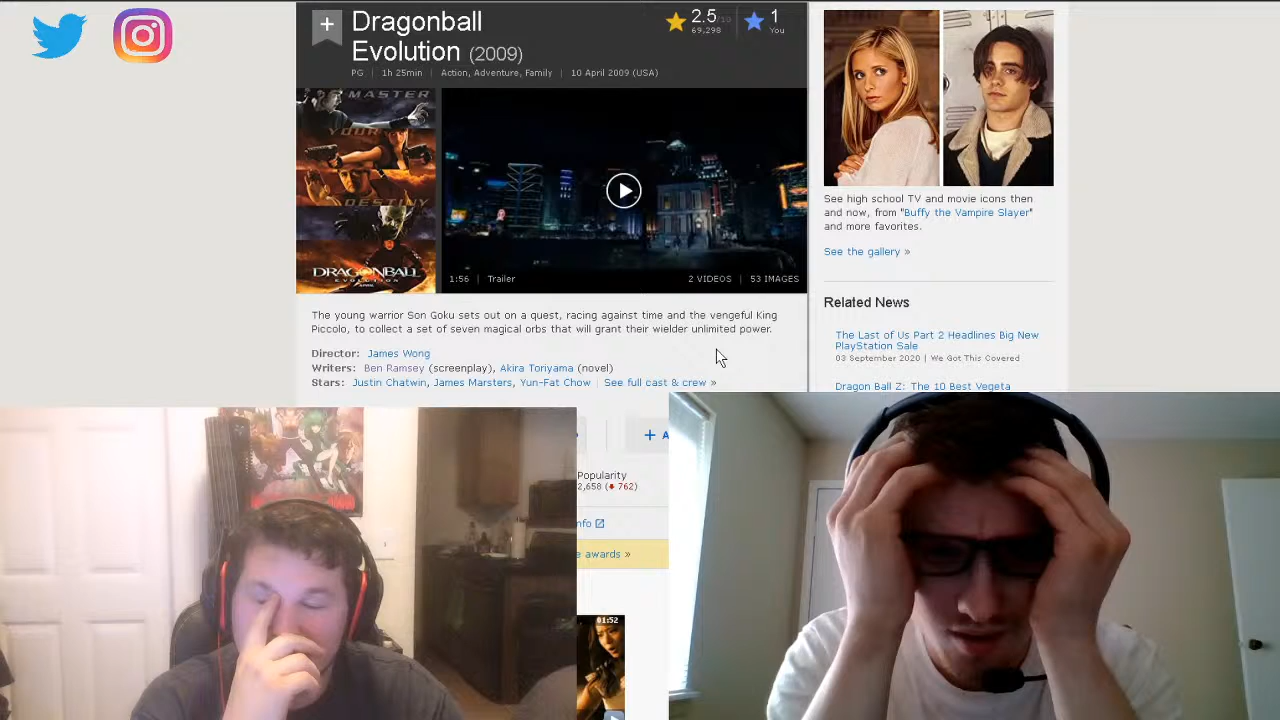 Dragonball
Evolution (2009)
2.5/10
69,298
1
You
PG | 1h 25min | Action, Adventure, Family | 10 April 2009 (USA)
MASTER
YOUR
DESTINY
DRAGONBALL
EVOLUTION
1:56 | Trailer
2 VIDEOS | 53 IMAGES
The young warrior Son Goku sets out on a quest, racing against time and the vengeful King
Piccolo, to collect a set of seven magical orbs that will grant their wielder unlimited power.
Director: James Wong
Writers: Ben Ramsey (screenplay), Akira Toriyama (novel)
Stars: Justin Chatwin, James Marsters, Yun-Fat Chow | See full cast & crew »
+ A
Popularity
2,658 (762)
nfo
e awards »
01:52
See high school TV and movie icons then
and now, from "Buffy the Vampire Slayer"
and more favorites.
See the gallery »
Related News
The Last of Us Part 2 Headlines Big New
PlayStation Sale
03 September 2020 | We Got This Covered
Dragon Ball Z: The 10 Best Vegeta